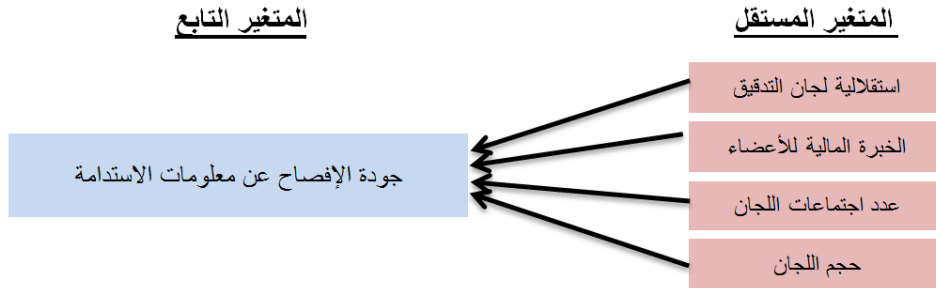 المتغير المستقل
المتغير التابع
استقلالية لجان التدقيق
الخبرة المالية للأعضاء
عدد اجتماعات اللجان
حجم اللجان
جودة الإفصاح عن معلومات الاستدامة